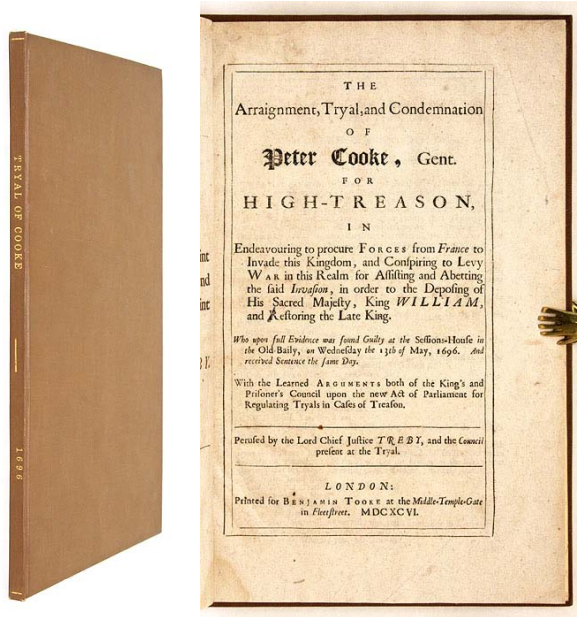 TRYAL OF COOKE
1696
THE
Arraignment, Tryal, and Condemnation
OF
Peter Cooke, Gent.
FOR
HIGH-TREASON,
IN
Endeavouring to procure FORCES from France to
Invade this Kingdom, and Conſpiring to Levy
WAR in this Realm for Aſſiſting and Abetting
the ſaid Invaſion, in order to the Depoſing of
His Sacred Majeſty, King WILLIAM,
and Reſtoring the Late King.
Who upon full Evidence was found Guilty at the Seſſions-Houſe in
the Old-Baily, on Wedneſday the 13th of May, 1696. And
received Sentence the ſame Day.
With the Learned ARGUMENTS both of the King's and
Priſoner's Council upon the new Act of Parliament for
Regulating Tryals in Caſes of Treaſon.
Peruſed by the Lord Chief Juſtice TREBY, and the Council
preſent at the Tryal.
LONDON:
Printed for BENJAMIN TOOKE at the Middle-Temple-Gate
in Fleetſtreet. MDCXCVI.